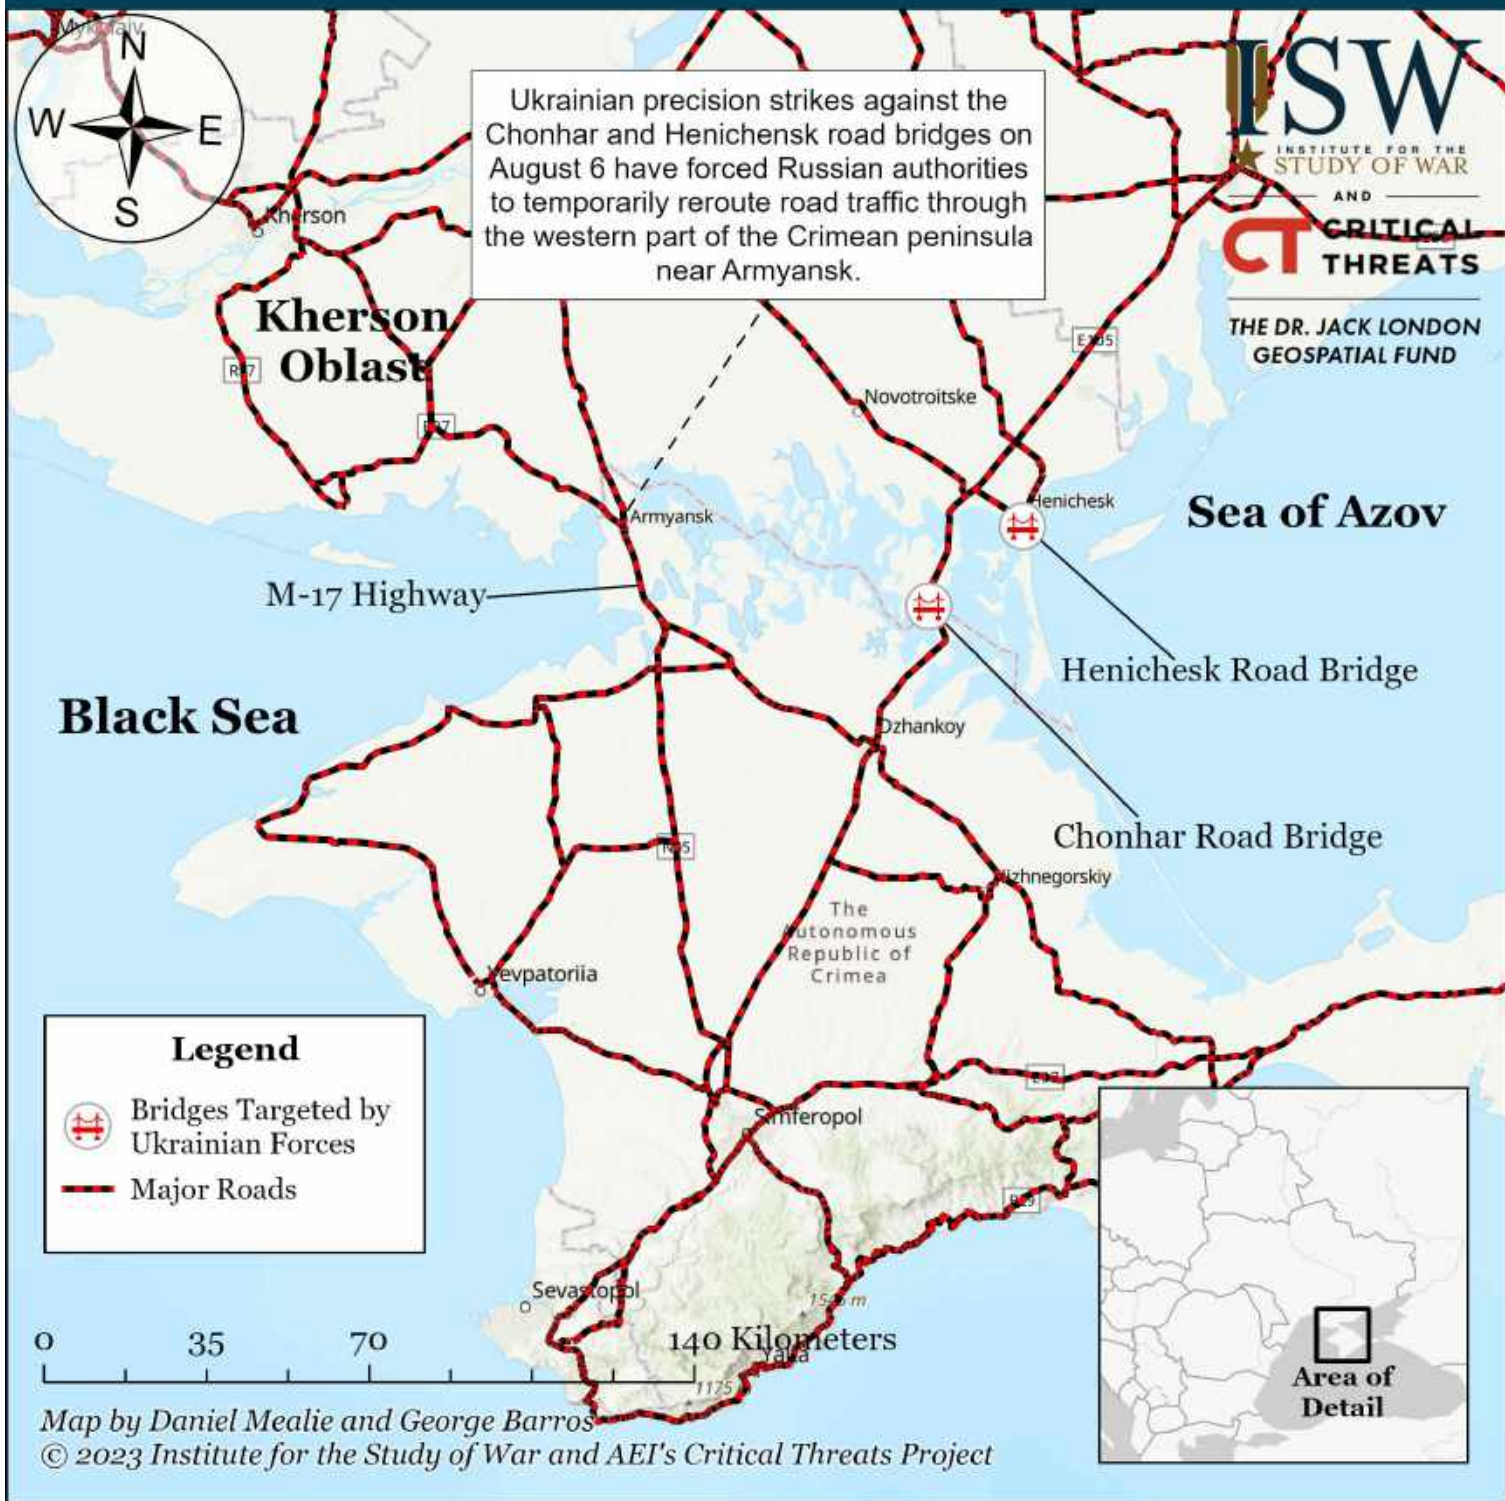 Mykolaiv
N
W
E
S
Ukrainian precision strikes against the
Chonhar and Henichensk road bridges on
August 6 have forced Russian authorities
to temporarily reroute road traffic through
the western part of the Crimean peninsula
near Armyansk.
ISW
INSTITUTE FOR THE
STUDY OF WAR
AND
CT CRITICAL
THREATS
THE DR. JACK LONDON
GEOSPATIAL FUND
Kherson
Kherson
Oblast
E105
Novotroitske
Armyansk
Henichesk
Sea of Azov
M-17 Highway
Henichesk Road Bridge
Black Sea
Dzhankoy
Chonhar Road Bridge
Nizhnegorskiy
The
Autonomous
Republic of
Crimea
Yevpatoriia
Legend
Bridges Targeted by
Ukrainian Forces
Major Roads
Simferopol
Sevastopol
0 35 70 140 Kilometers
Yalta
1175
Area of
Detail
Map by Daniel Mealie and George Barros
© 2023 Institute for the Study of War and AEI's Critical Threats Project